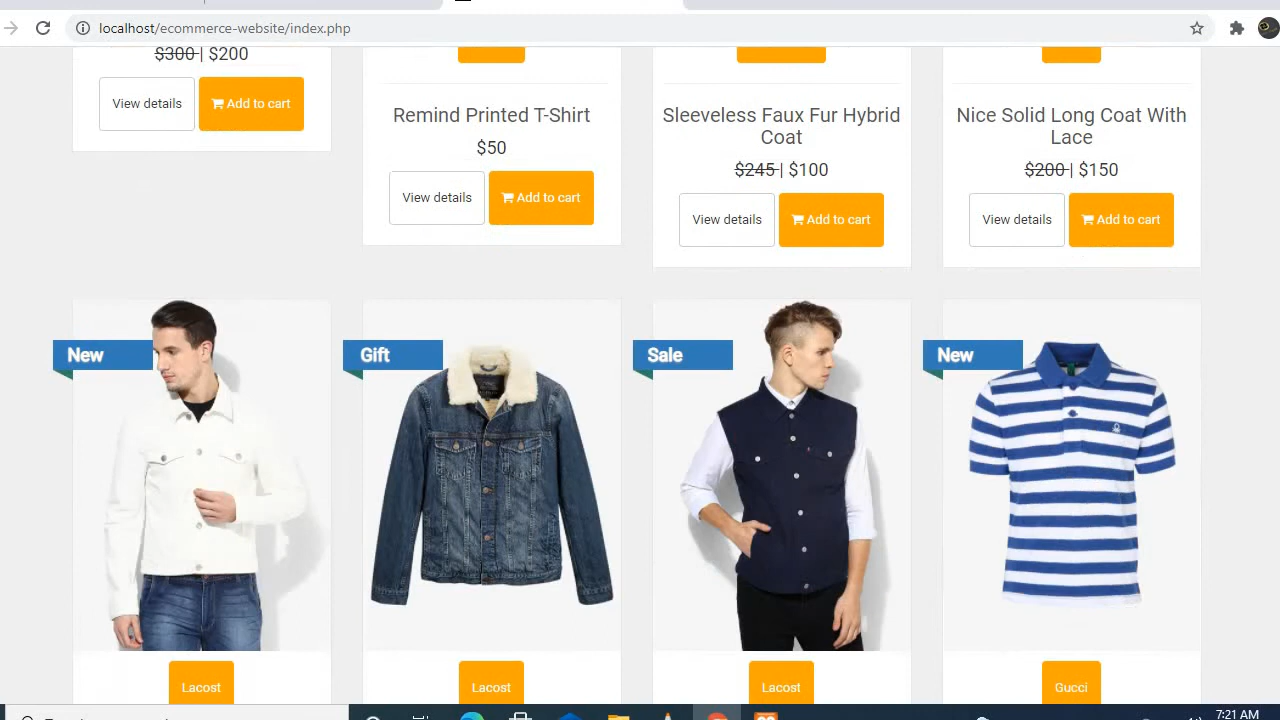 localhost/ecommerce-website/index.php
$300 | $200
View details
Add to cart
Remind Printed T-Shirt
$50
View details
Add to cart
Sleeveless Faux Fur Hybrid
Coat
$245 | $100
View details
Add to cart
Nice Solid Long Coat With
Lace
$200 | $150
View details
Add to cart
New
Gift
Sale
New
Lacost
Lacost
Lacost
Gucci
7:21 AM